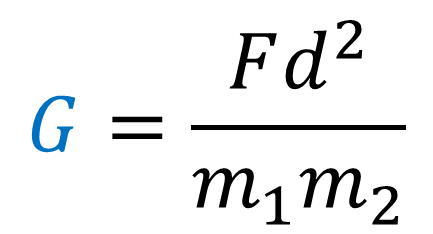 G = Fd² / m₁m₂